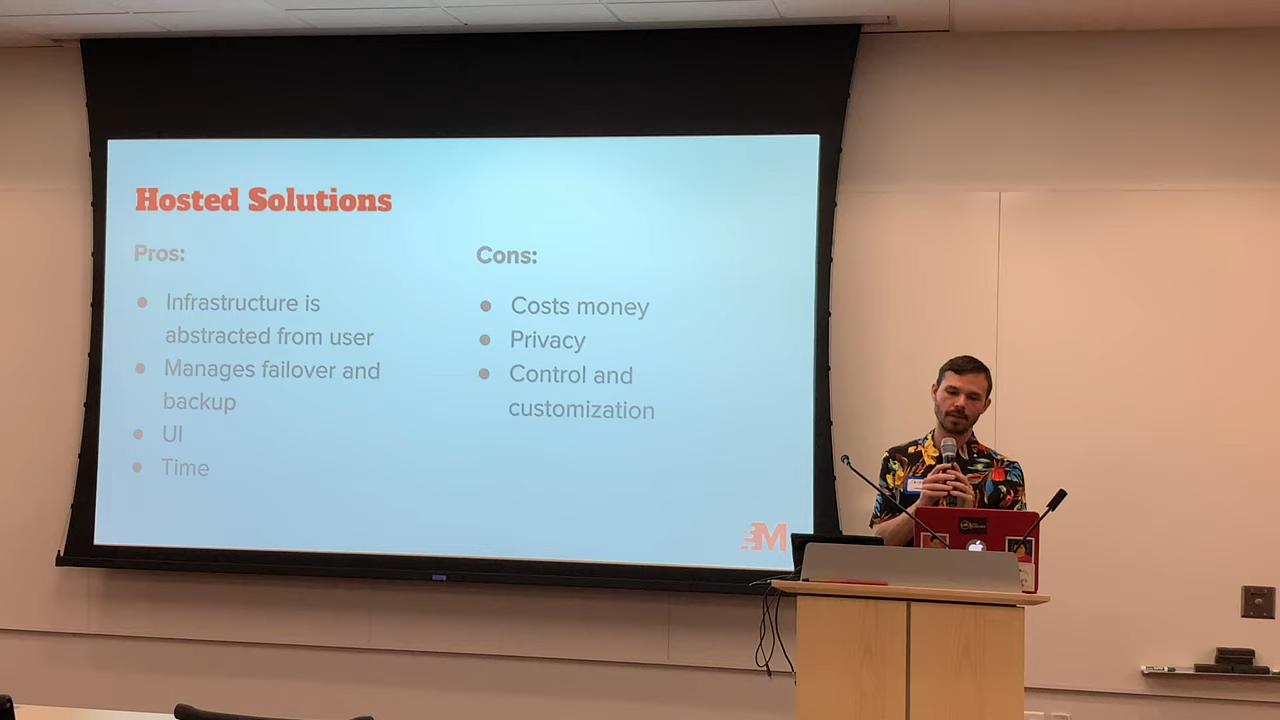 Hosted Solutions
Pros:
● Infrastructure is
abstracted from user
● Manages failover and
backup
● UI
● Time
Cons:
● Costs money
● Privacy
● Control and
customization
M